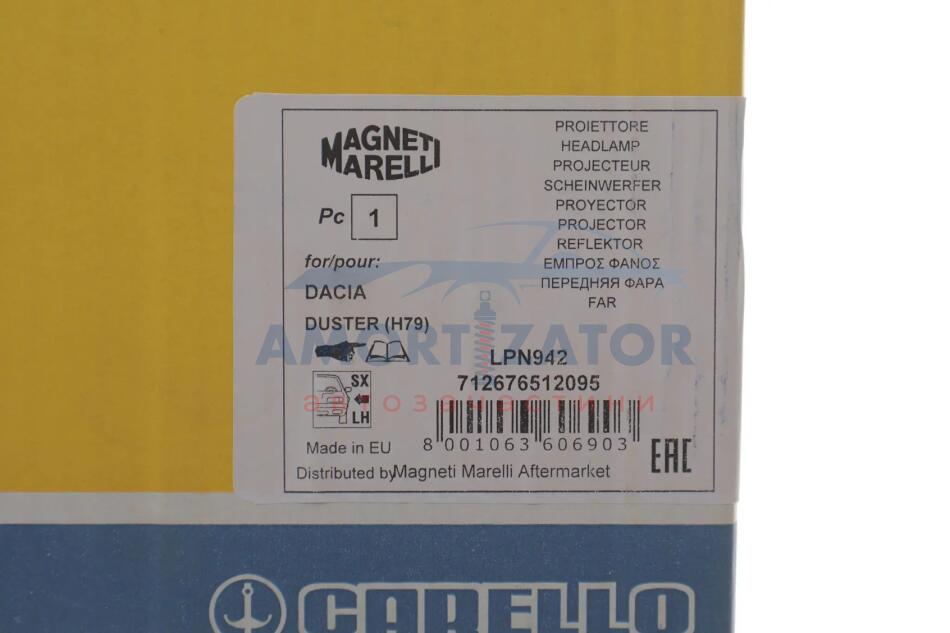 MAGNETI
MARELLI
Pc 1
for/pour:
DACIA
DUSTER (H79)
SX
LH
Made in EU
Distributed by Magneti Marelli Aftermarket
PROIETTORE
HEADLAMP
PROJECTEUR
SCHEINWERFER
PROYECTOR
PROJECTOR
REFLEKTOR
ΕΜΠΡΟΣ ΦΑΝΟΣ
ПЕРЕДНЯЯ ФАРА
FAR
LPN942
712676512095
8 001063 606903
EAC
AMORTIZATOR
автозапчастини
CARELLO